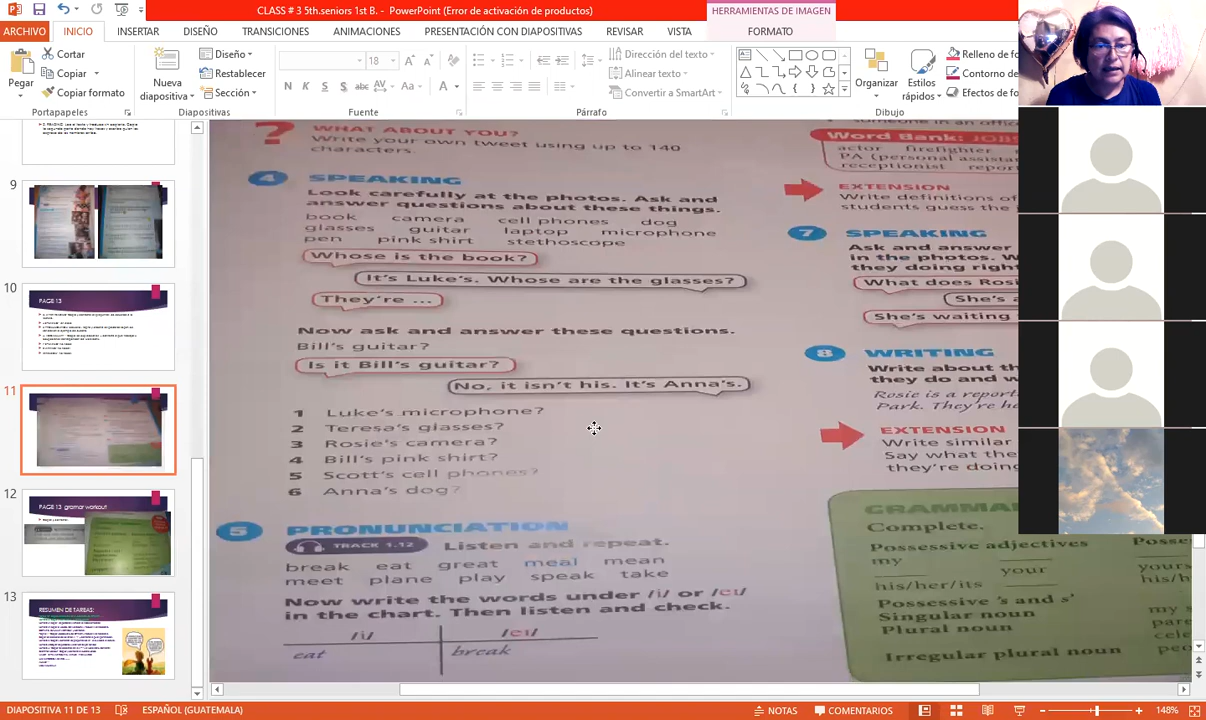 CLASS # 3 5th.seniors 1st B. - PowerPoint (Error de activación de productos)
HERRAMIENTAS DE IMAGEN
ARCHIVO INICIO INSERTAR DISEÑO TRANSICIONES ANIMACIONES PRESENTACIÓN CON DIAPOSITIVAS REVISAR VISTA FORMATO
Pegar
Cortar
Copiar
Copiar formato
Portapapeles
Nueva
diapositiva
Diseño
Restablecer
Sección
Diapositivas
18
N K S S abc AV Aa A
Fuente
Párrafo
Dirección del texto
Alinear texto
Convertir a SmartArt
Organizar
Estilos
rápidos
Relleno de fo
Contorno de
Efectos de fo
Dibujo
9
10
PAGE 13
11
12
PAGE 13 gramar workout
13
RESUMEN DE TAREAS:
WHAT ABOUT YOU?
Write your own tweet using up to 140
characters.
4 SPEAKING
Look carefully at the photos. Ask and
answer questions about these things.
book camera cell phones dog
glasses guitar laptop microphone
pen pink shirt stethoscope
Whose is the book?
It's Luke's. Whose are the glasses?
They're ...
Now ask and answer these questions.
Bill's guitar?
Is it Bill's guitar?
No, it isn't his. It's Anna's.
1 Luke's microphone?
2 Teresa's glasses?
3 Rosie's camera?
4 Bill's pink shirt?
5 Scott's cell phones?
6 Anna's dog?
5 PRONUNCIATION
TRACK 1.12 Listen and repeat.
break eat great meal mean
meet plane play speak take
Now write the words under /i/ or /eɪ/
in the chart. Then listen and check.
/i/ /eɪ/
eat break
someone in an offic
Word Bank: JOB
actor firefighter
PA (personal assista
receptionist repor
EXTENSION
Write definitions of
students guess the
7 SPEAKING
Ask and answer
in the photos. W
they doing righ
What does Rosi
She's a
She's waiting
8 WRITING
Write about th
they do and w
Rosie is a report
Park. They're ha
EXTENSION
Write similar
Say what the
they're doing
GRAMMA
Complete.
Possessive adjectives Posses
my your yours
his/her/its his/h
Possessive 's and s'
Singular noun my s
Plural noun pare
cele
Irregular plural noun peo
DIAPOSITIVA 11 DE 13
ESPAÑOL (GUATEMALA)
NOTAS
COMENTARIOS
148%